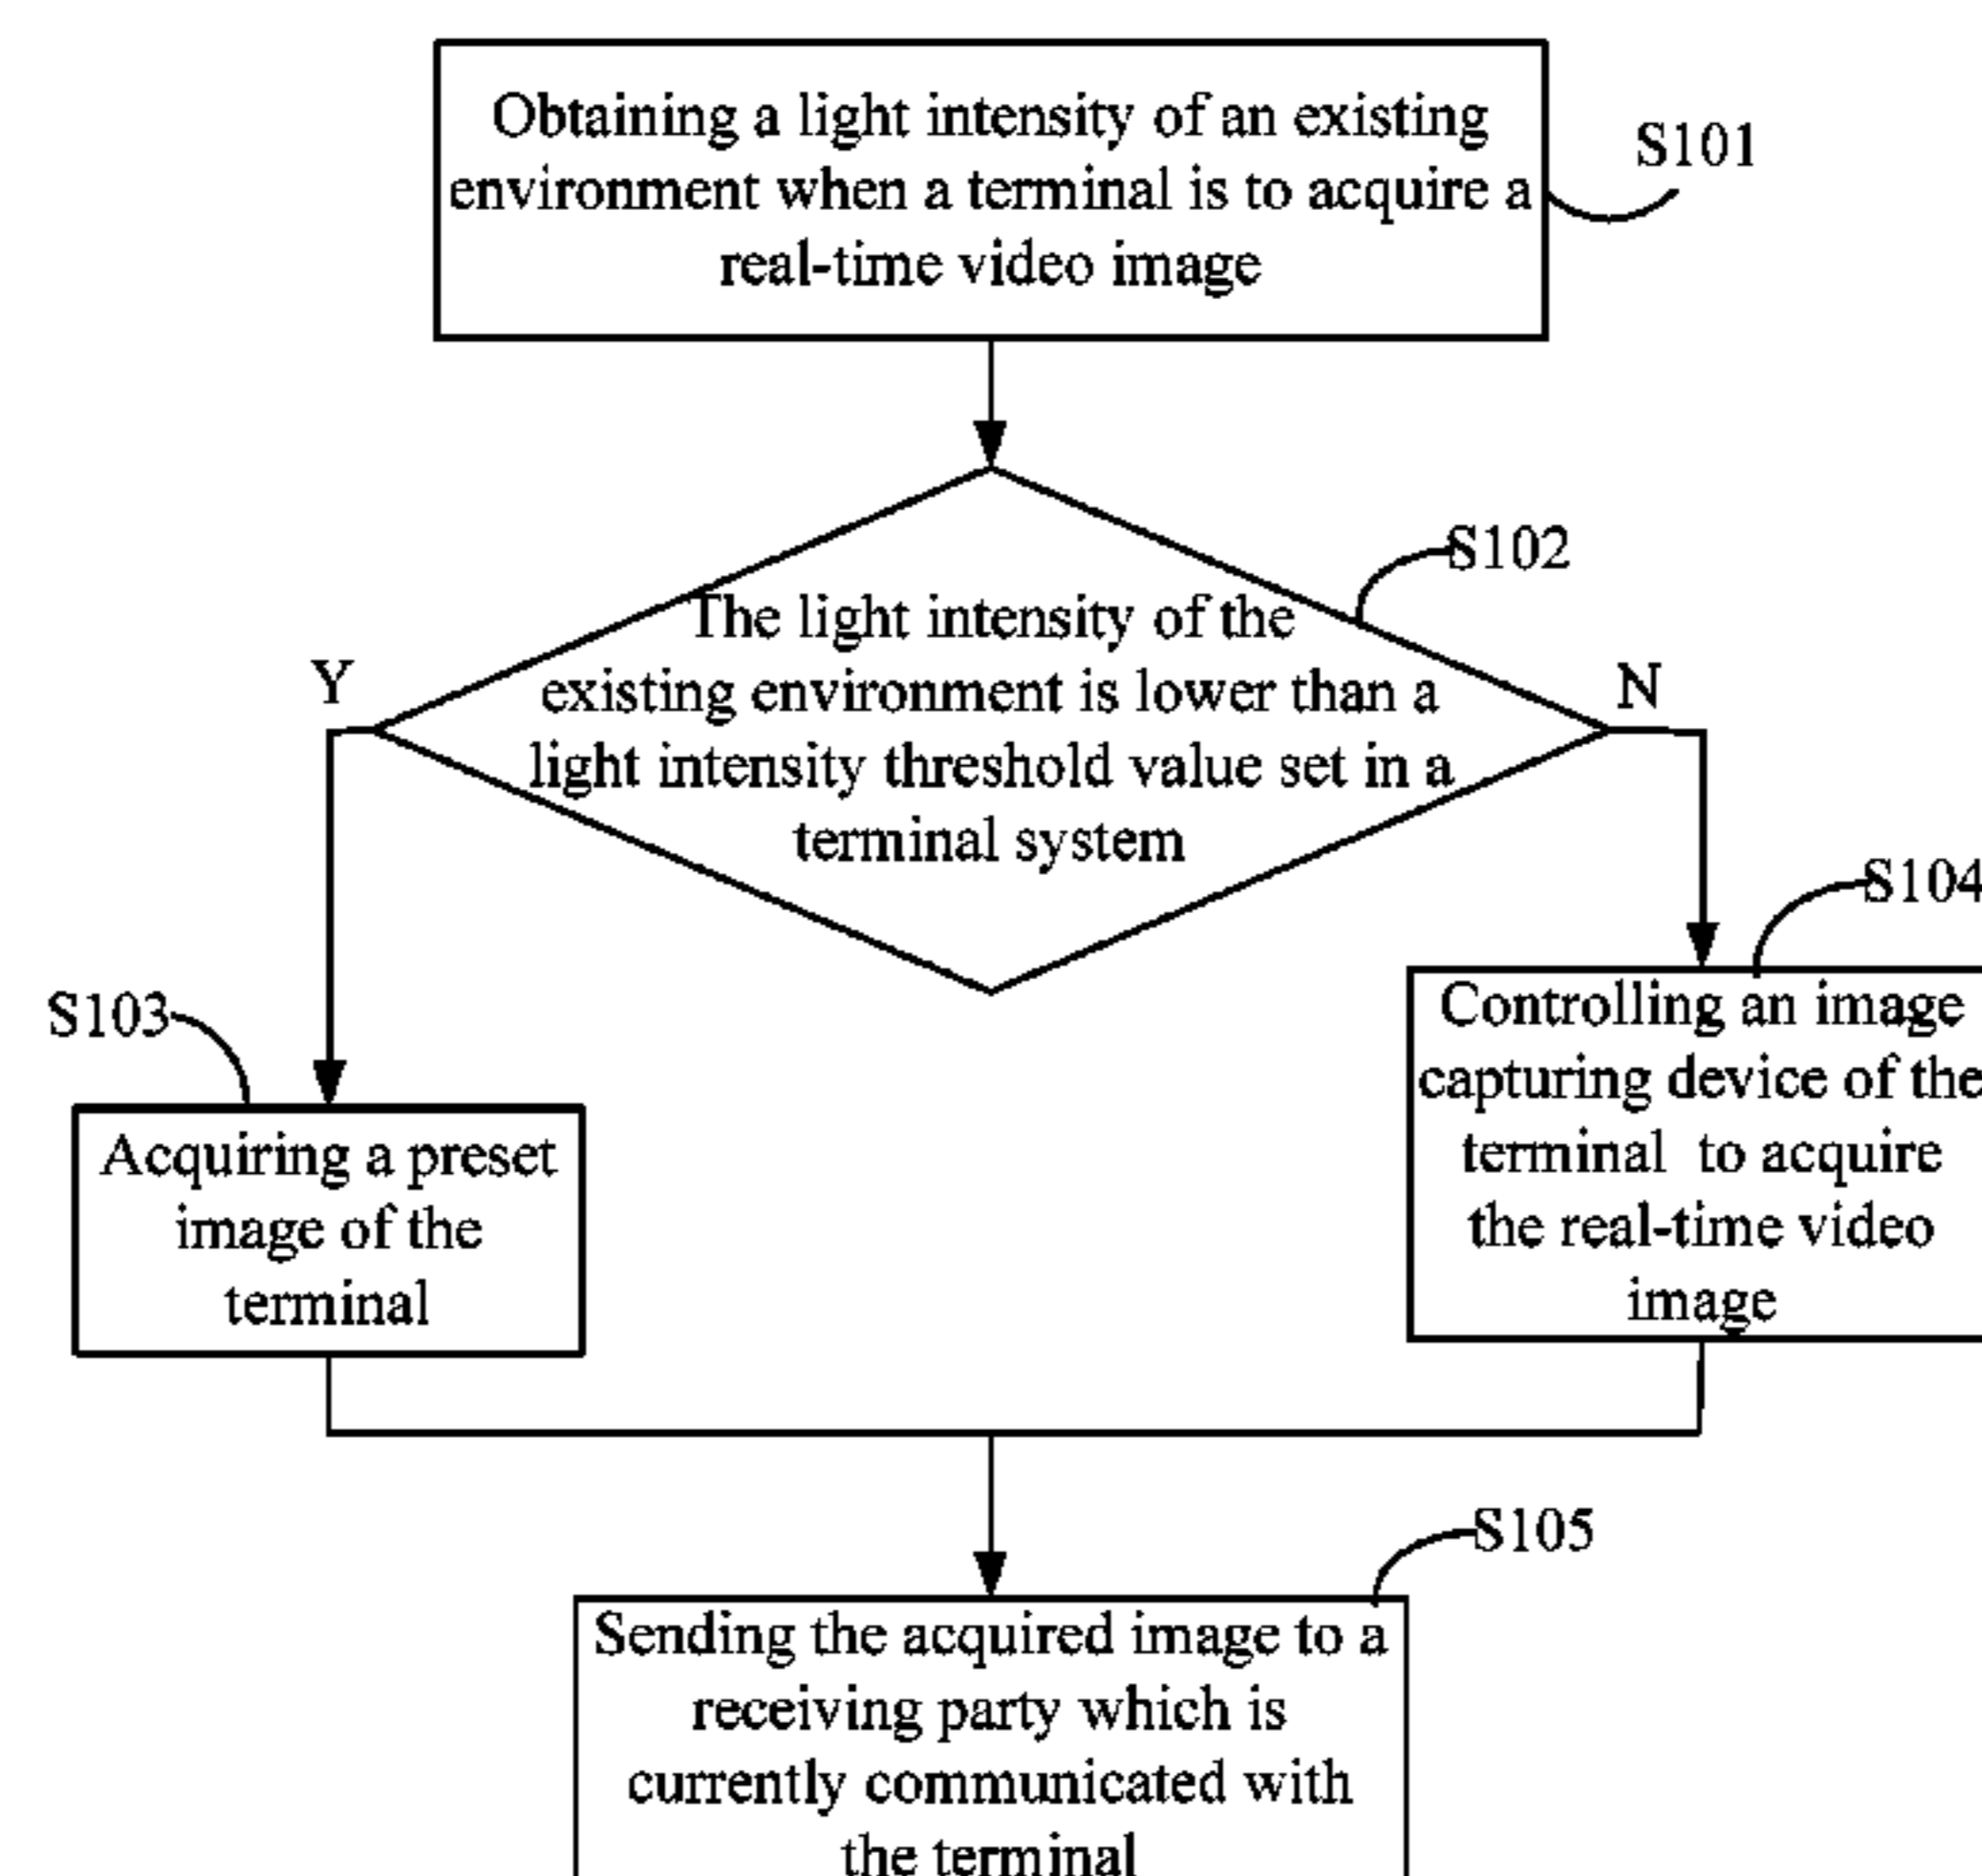 Obtaining a light intensity of an existing
environment when a terminal is to acquire a
real-time video image
S101
S102
The light intensity of the
existing environment is lower than a
light intensity threshold value set in a
terminal system
Y
N
S104
S103
Controlling an image
capturing device of the
terminal to acquire
the real-time video
image
Acquiring a preset
image of the
terminal
S105
Sending the acquired image to a
receiving party which is
currently communicated with
the terminal